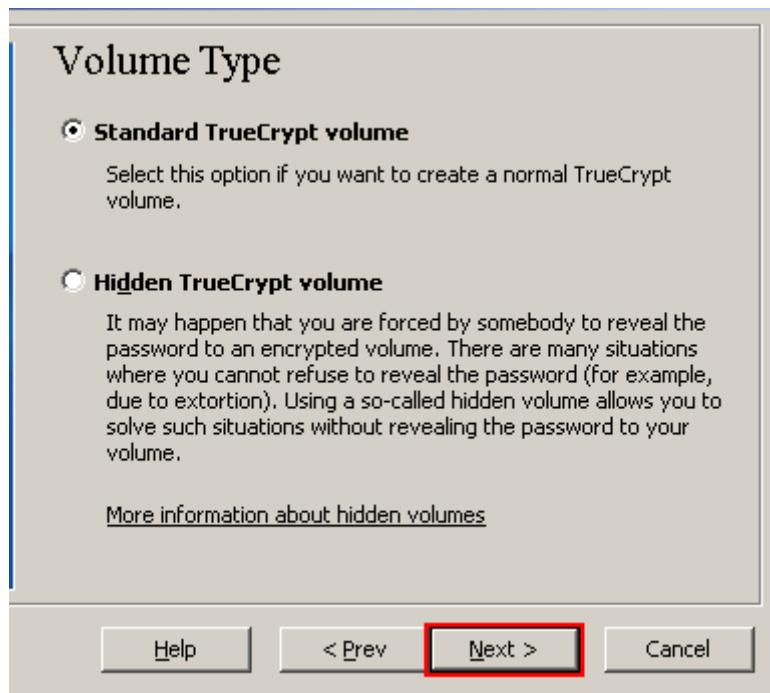 Volume Type
Standard TrueCrypt volume
Select this option if you want to create a normal TrueCrypt
volume.
Hidden TrueCrypt volume
It may happen that you are forced by somebody to reveal the
password to an encrypted volume. There are many situations
where you cannot refuse to reveal the password (for example,
due to extortion). Using a so-called hidden volume allows you to
solve such situations without revealing the password to your
volume.
More information about hidden volumes
Help < Prev Next > Cancel